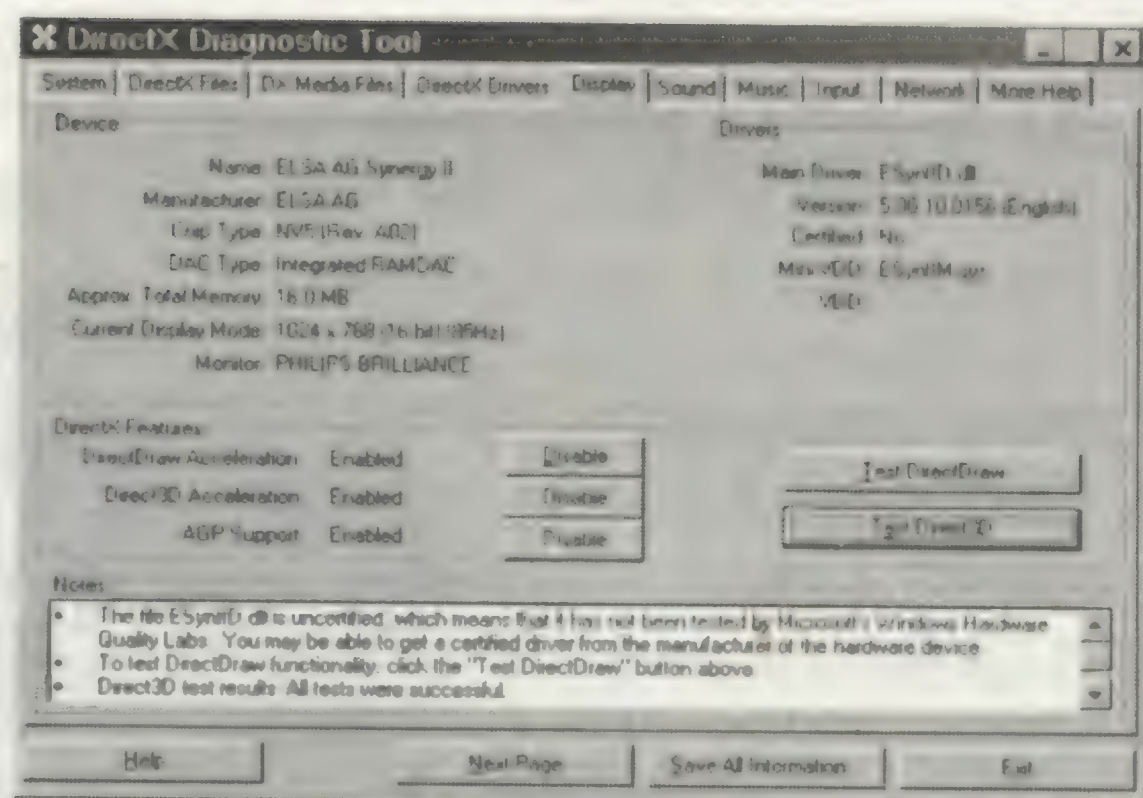 DirectX Diagnostic Tool
System DirectX Files Dx Media Files DirectX Drivers Display Sound Music Input Network More Help
Device
Name: ELSA AG Synergy II
Manufacturer: ELSA AG
Chip Type: NV5 (Rev. A02)
DAC Type: Integrated RAMDAC
Approx. Total Memory: 16.0 MB
Current Display Mode: 1024 x 768 (16 bit) (85Hz)
Monitor: PHILIPS BRILLIANCE
Drivers
Main Driver:
Version: (English)
Certified: No
Mini VDD:
VDD:
DirectX Features
DirectDraw Acceleration Enabled Disable
Direct3D Acceleration Enabled Disable
AGP Support Enabled Disable
Test DirectDraw
Test Direct3D
Notes
• The file is uncertified, which means that it has not been tested by Microsoft's Windows Hardware
Quality Labs. You may be able to get a certified driver from the manufacturer of the hardware device.
• To test DirectDraw functionality, click the "Test DirectDraw" button above.
• Direct3D test results: All tests were successful.
Help Next Page Save All Information Exit